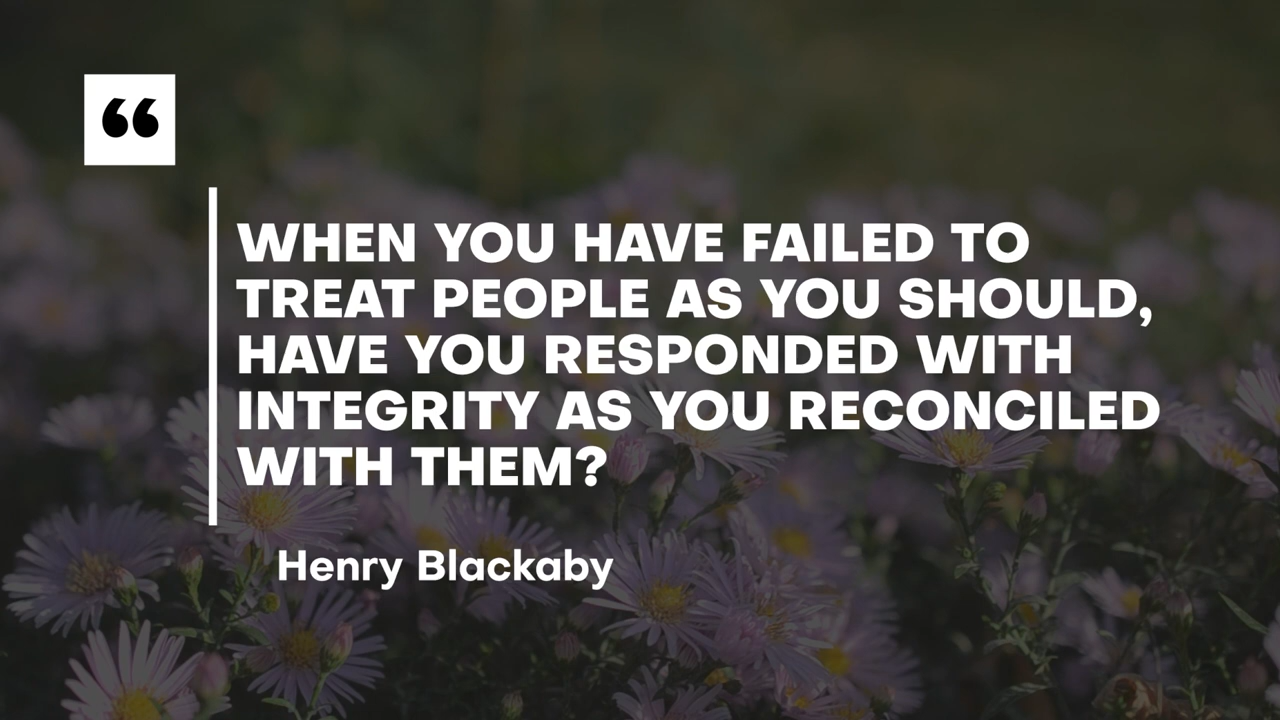 “
WHEN YOU HAVE FAILED TO
TREAT PEOPLE AS YOU SHOULD,
HAVE YOU RESPONDED WITH
INTEGRITY AS YOU RECONCILED
WITH THEM?
Henry Blackaby